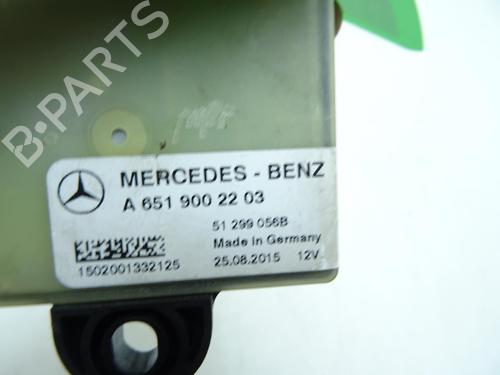 B-PARTS
MERCEDES - BENZ
A 651 900 22 03
51 299 056B
Made in Germany
1502001332125
25.08.2015 12V